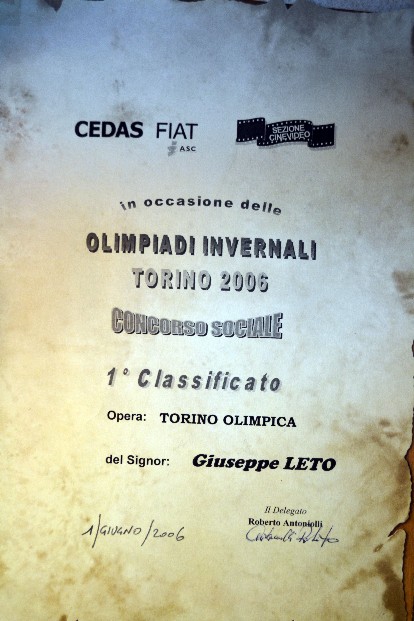 CEDAS FIAT
ASC
SEZIONE
CINEVIDEO
in occasione delle
OLIMPIADI INVERNALI
TORINO 2006
CONCORSO SOCIALE
1° Classificato
Opera: TORINO OLIMPICA
del Signor: Giuseppe LETO
Il Delegato
Roberto Antoniolli
1/GIUGNO/2006